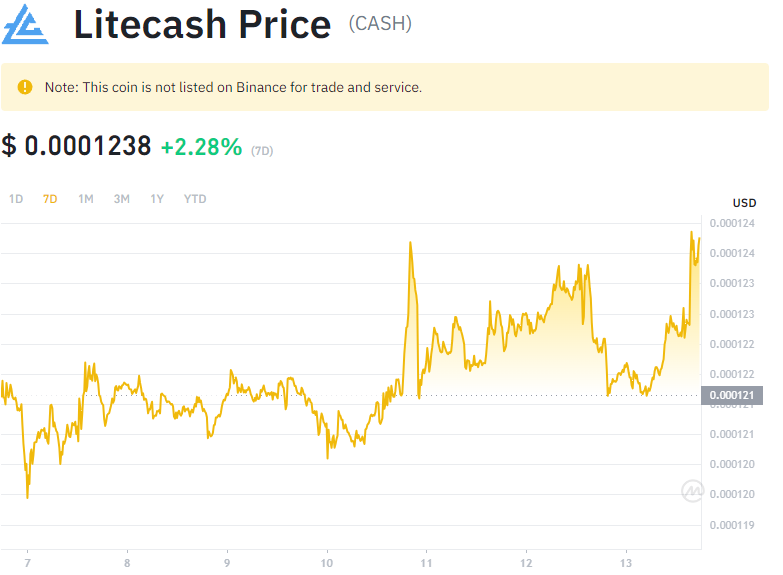 Litecash Price (CASH)
Note: This coin is not listed on Binance for trade and service.
$ 0.0001238 +2.28% (7D)
1D 7D 1M 3M 1Y YTD
USD
0.000124
0.000124
0.000123
0.000123
0.000122
0.000122
0.000121
0.000121
0.000121
0.000120
0.000120
0.000119
7 8 9 10 11 12 13